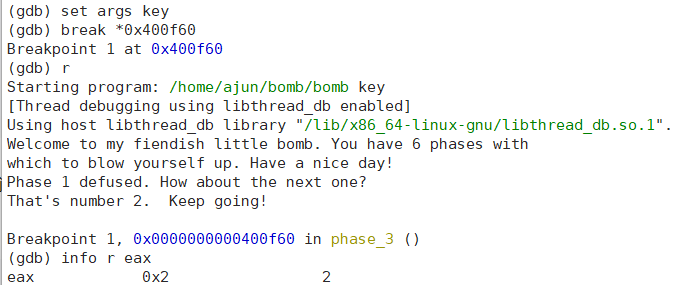 (gdb) set args key
(gdb) break *0x400f60
Breakpoint 1 at 0x400f60
(gdb) r
Starting program: /home/ajun/bomb/bomb key
[Thread debugging using libthread_db enabled]
Using host libthread_db library "/lib/x86_64-linux-gnu/libthread_db.so.1".
Welcome to my fiendish little bomb. You have 6 phases with
which to blow yourself up. Have a nice day!
Phase 1 defused. How about the next one?
That's number 2.  Keep going!

Breakpoint 1, 0x0000000000400f60 in phase_3 ()
(gdb) info r eax
eax            0x2                 2